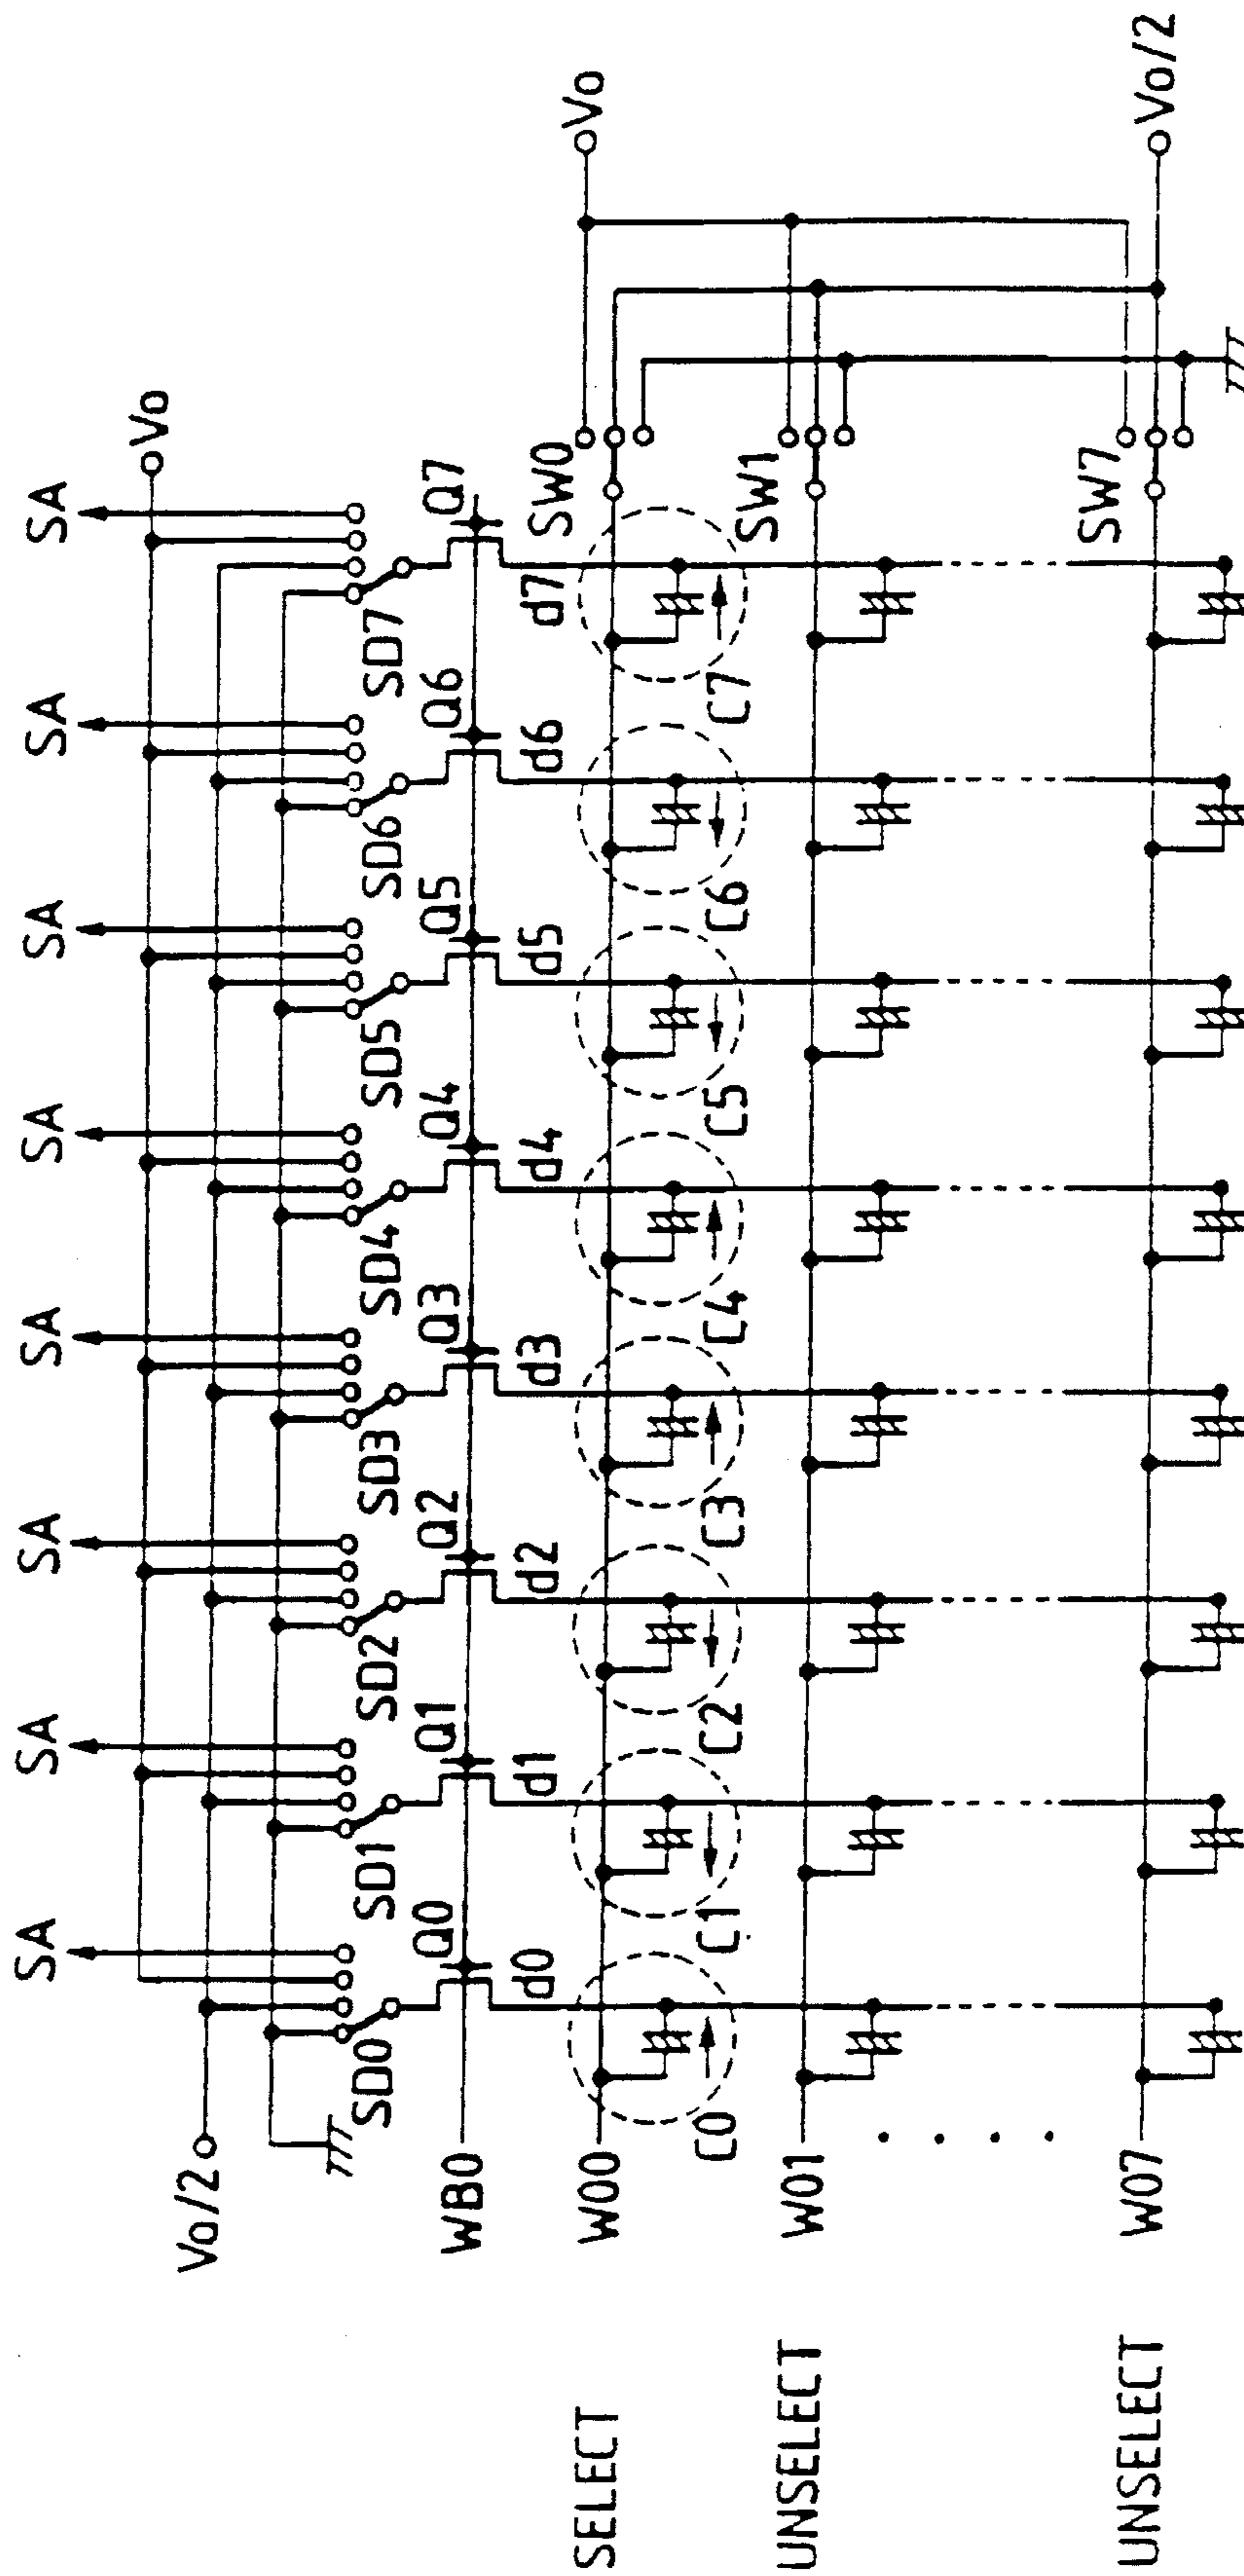 SA SA SA SA SA SA SA SA
Vo
Vo/2
SD0 SD1 SD2 SD3 SD4 SD5 SD6 SD7
Q0 Q1 Q2 Q3 Q4 Q5 Q6 Q7
WB0
d0 d1 d2 d3 d4 d5 d6 d7
SELECT W00 SW0 Vo
C0 C1 C2 C3 C4 C5 C6 C7
UNSELECT W01 SW1
UNSELECT W07 SW7 Vo/2